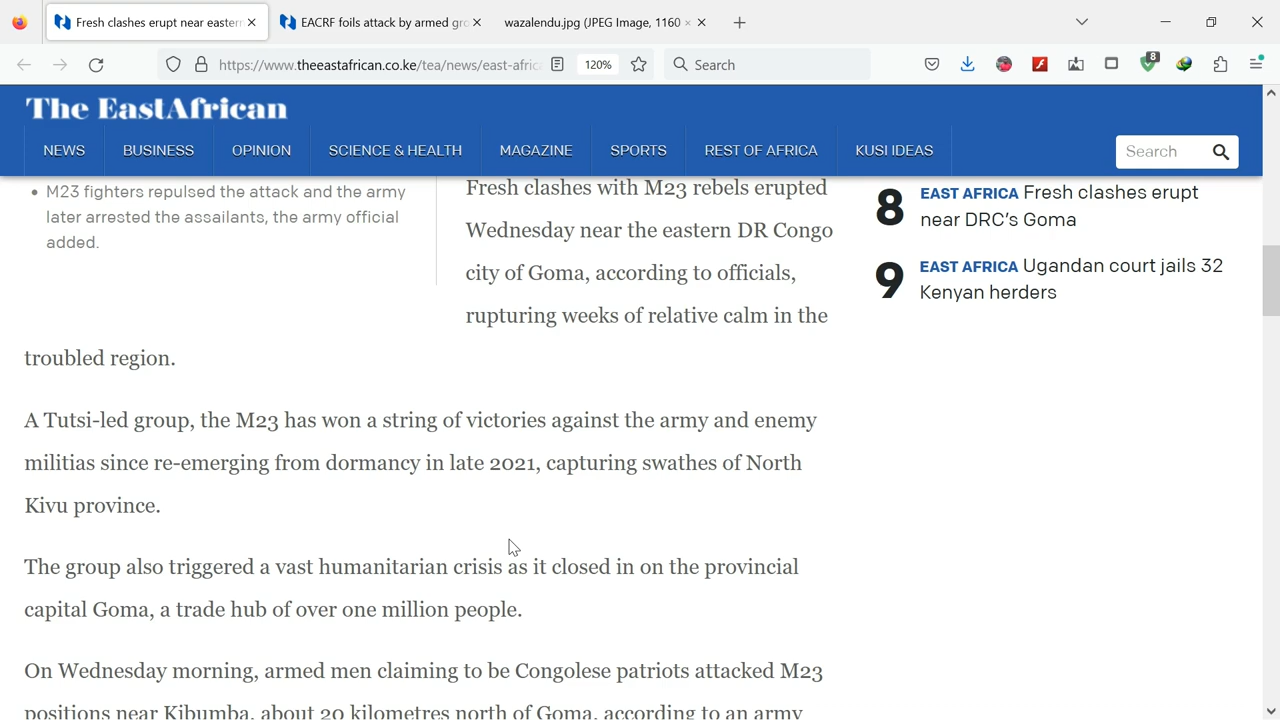 Fresh clashes erupt near eastern
EACRF foils attack by armed gro
wazalendu.jpg (JPEG Image, 1160 ×
https://www.theeastafrican.co.ke/tea/news/east-afric
120%
Search
8
The EastAfrican
NEWS
BUSINESS
OPINION
SCIENCE & HEALTH
MAGAZINE
SPORTS
REST OF AFRICA
KUSI IDEAS
Search
• M23 fighters repulsed the attack and the army
later arrested the assailants, the army official
added.
Fresh clashes with M23 rebels erupted
Wednesday near the eastern DR Congo
city of Goma, according to officials,
rupturing weeks of relative calm in the
troubled region.
A Tutsi-led group, the M23 has won a string of victories against the army and enemy
militias since re-emerging from dormancy in late 2021, capturing swathes of North
Kivu province.
The group also triggered a vast humanitarian crisis as it closed in on the provincial
capital Goma, a trade hub of over one million people.
On Wednesday morning, armed men claiming to be Congolese patriots attacked M23
positions near Kibumba, about 20 kilometres north of Goma, according to an army
8 EAST AFRICA Fresh clashes erupt
near DRC’s Goma
9 EAST AFRICA Ugandan court jails 32
Kenyan herders